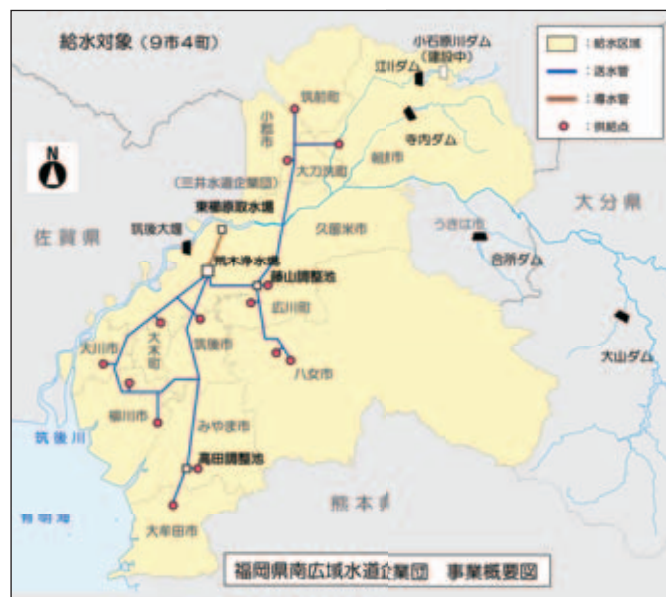 給水対象(9市4町)
小石原川ダム
(建設中)
江川ダム
:給水区域
:送水管
:導水管
:供給点
筑前町
小郡市
寺内ダム
朝倉市
大刀洗町
N
(三井水道企業団)
東櫛原取水場
大分県
佐賀県
筑後大堰
久留米市
うきは市
合所ダム
荒木浄水場
藤山調整池
広川町
大木町
筑後市
大山ダム
大川市
八女市
柳川市
みやま市
筑後川
高田調整池
有明海
熊本県
大牟田市
福岡県南広域水道企業団 事業概要図